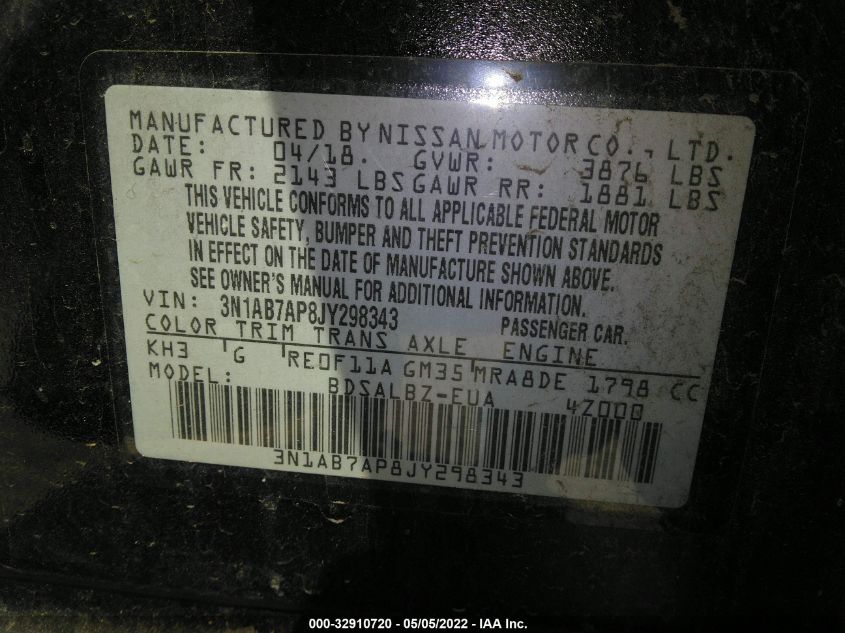 MANUFACTURED BY NISSAN MOTOR CO., LTD.
DATE: 04/18. GVWR: 3876 LBS
GAWR FR: 2143 LBS GAWR RR: 1881 LBS
THIS VEHICLE CONFORMS TO ALL APPLICABLE FEDERAL MOTOR
VEHICLE SAFETY, BUMPER AND THEFT PREVENTION STANDARDS
IN EFFECT ON THE DATE OF MANUFACTURE SHOWN ABOVE.
SEE OWNER'S MANUAL FOR ADDITIONAL INFORMATION.
VIN: 3N1AB7AP8JY298343 PASSENGER CAR.
COLOR TRIM TRANS AXLE ENGINE
KH3 G RE0F11A GM35 MRA8DE 1798 CC
MODEL: BDSALBZ-EUA 4Z000
3N1AB7AP8JY298343
000-32910720 - 05/05/2022 - IAA Inc.